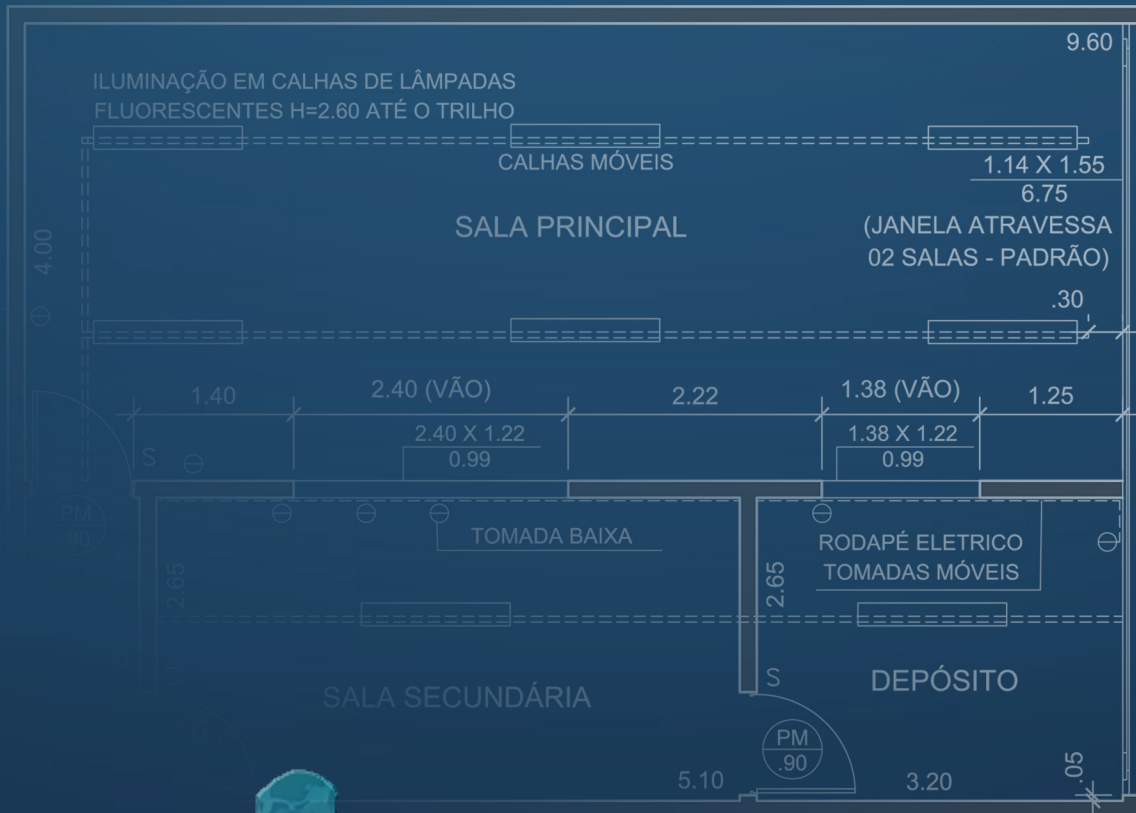 9.60
ILUMINAÇÃO EM CALHAS DE LÂMPADAS
FLUORESCENTES H=2.60 ATÉ O TRILHO
CALHAS MÓVEIS
1.14 X 1.55
6.75
(JANELA ATRAVESSA
02 SALAS - PADRÃO)
SALA PRINCIPAL
4.00
.30
1.40
2.40 (VÃO)
2.22
1.38 (VÃO)
1.25
2.40 X 1.22
0.99
1.38 X 1.22
0.99
S
PM
.90
TOMADA BAIXA
RODAPÉ ELETRICO
TOMADAS MÓVEIS
2.65
2.65
S
SALA SECUNDÁRIA
S
DEPÓSITO
PM
PM
.90
5.10
3.20
.05